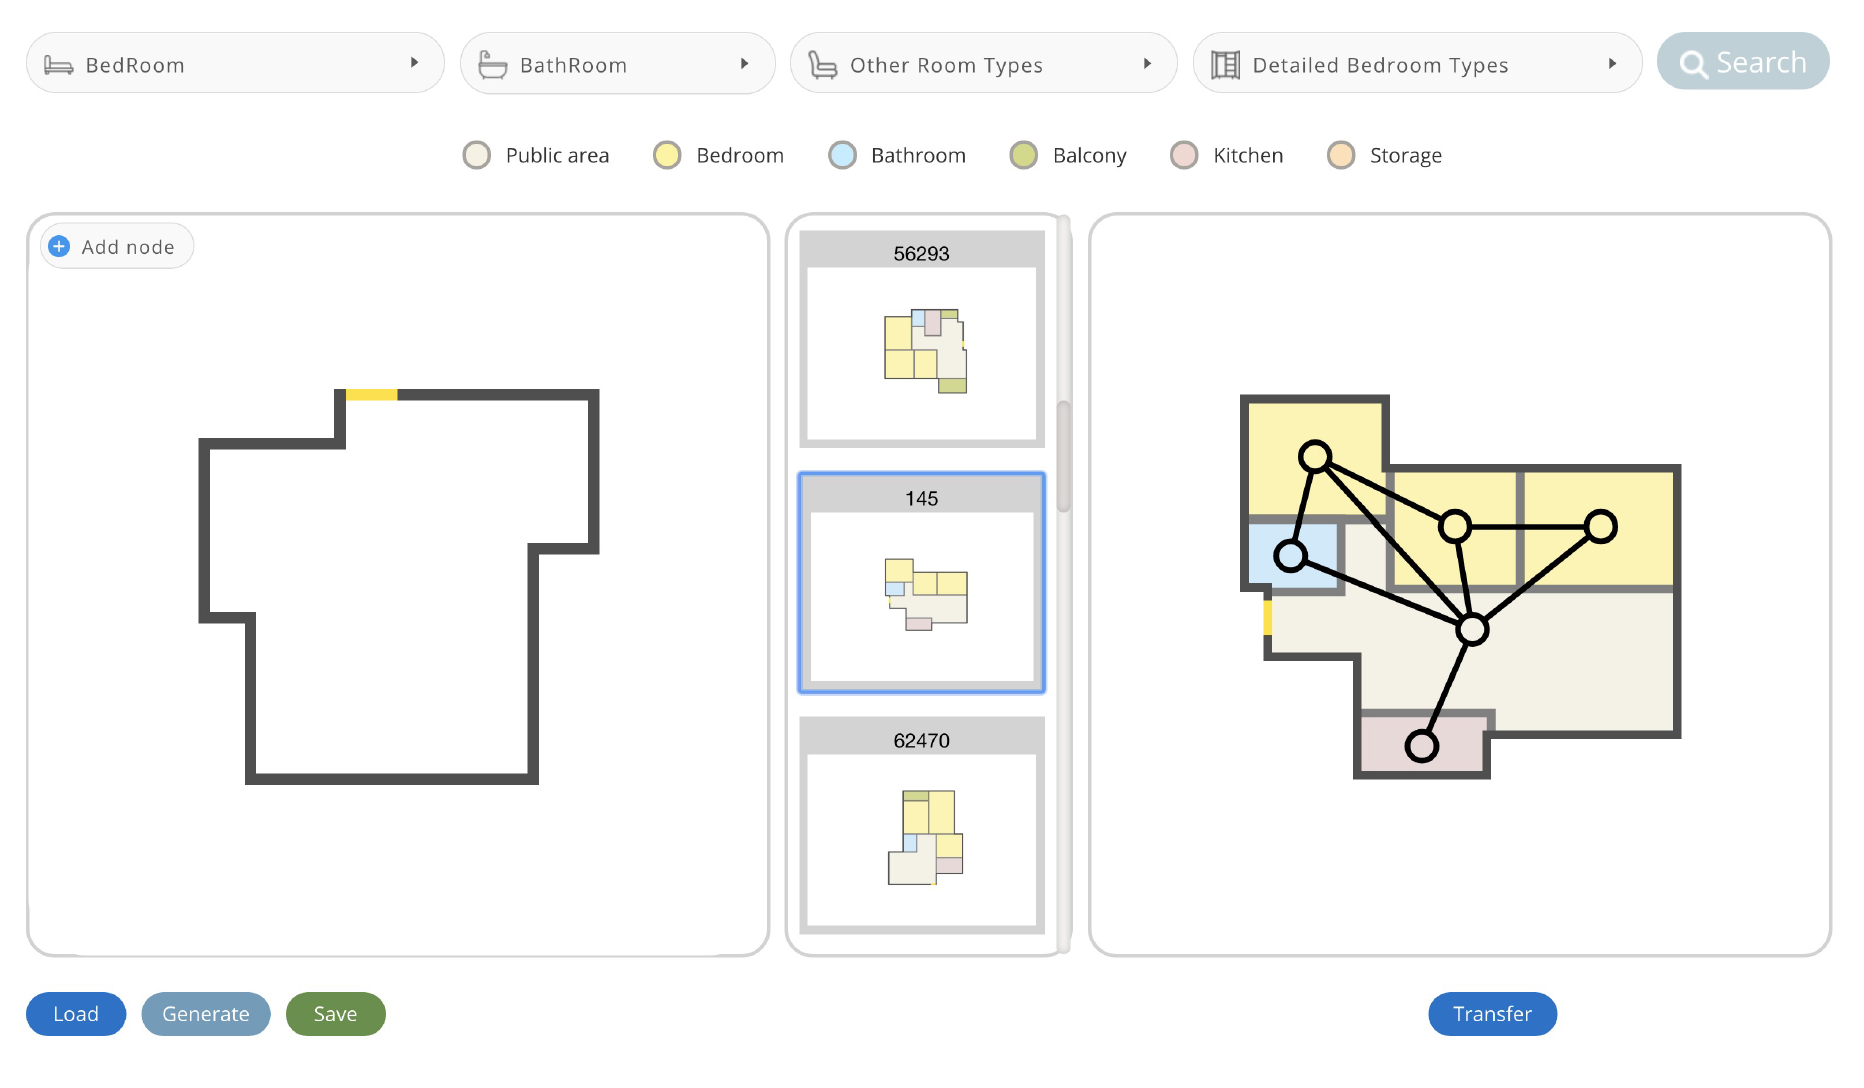 BedRoom
BathRoom
Other Room Types
Detailed Bedroom Types
Search
Public area
Bedroom
Bathroom
Balcony
Kitchen
Storage
Add node
56293
145
62470
Load
Generate
Save
Transfer